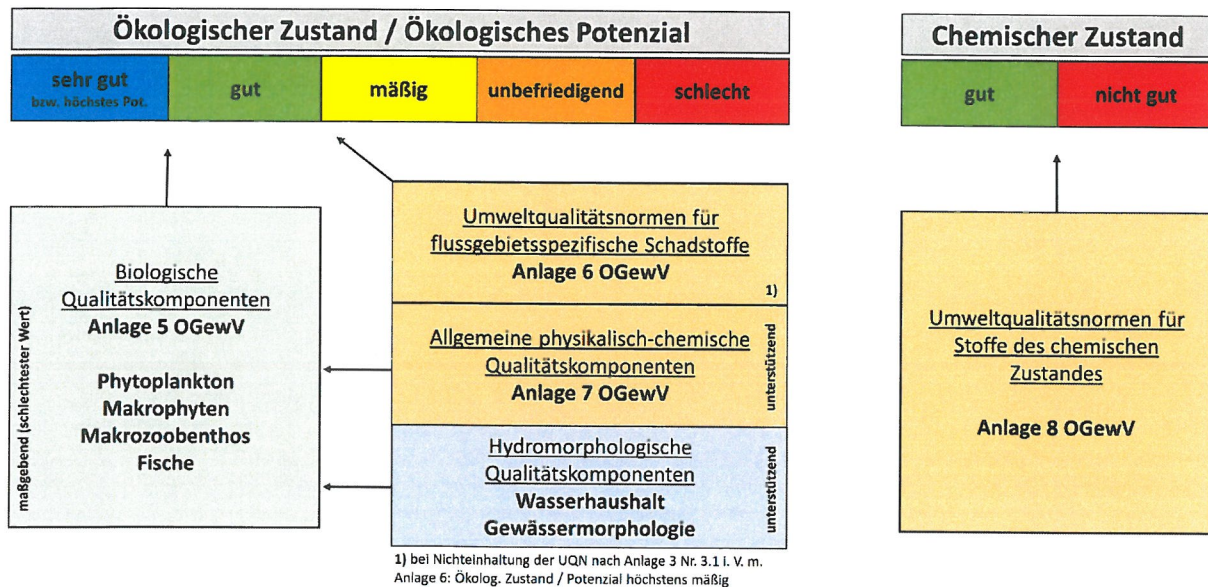 Ökologischer Zustand / Ökologisches Potenzial
sehr gut
bzw. höchstes Pot.
gut
mäßig
unbefriedigend
schlecht
maßgebend (schlechtester Wert)
Biologische
Qualitätskomponenten
Anlage 5 OGewV
Phytoplankton
Makrophyten
Makrozoobenthos
Fische
Umweltqualitätsnormen für
flussgebietsspezifische Schadstoffe
Anlage 6 OGewV
1)
Allgemeine physikalisch-chemische
Qualitätskomponenten
Anlage 7 OGewV
unterstützend
Hydromorphologische
Qualitätskomponenten
Wasserhaushalt
Gewässermorphologie
unterstützend
1) bei Nichteinhaltung der UQN nach Anlage 3 Nr. 3.1 i. V. m.
Anlage 6: Ökolog. Zustand / Potenzial höchstens mäßig
Chemischer Zustand
gut
nicht gut
Umweltqualitätsnormen für
Stoffe des chemischen
Zustandes
Anlage 8 OGewV